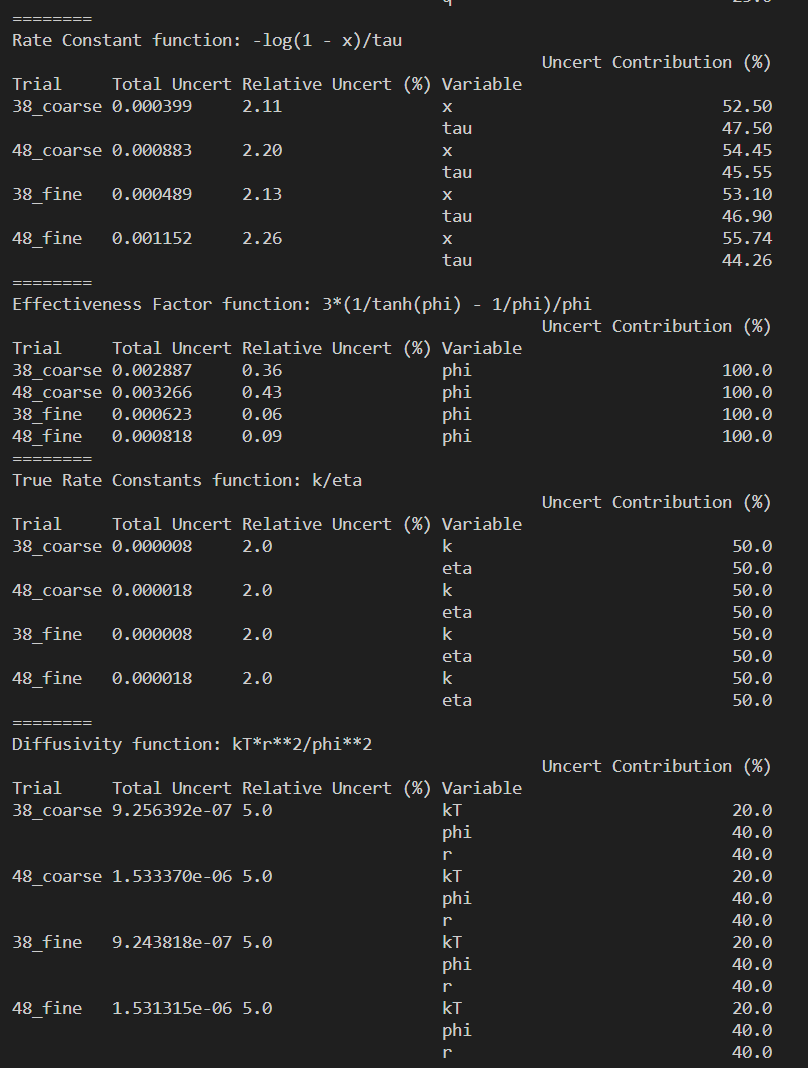 ========
Rate Constant function: -log(1 - x)/tau
Uncert Contribution (%)
Trial Total Uncert Relative Uncert (%) Variable
38_coarse 0.000399 2.11 x 52.50
tau 47.50
48_coarse 0.000883 2.20 x 54.45
tau 45.55
38_fine 0.000489 2.13 x 53.10
tau 46.90
48_fine 0.001152 2.26 x 55.74
tau 44.26
========
Effectiveness Factor function: 3*(1/tanh(phi) - 1/phi)/phi
Uncert Contribution (%)
Trial Total Uncert Relative Uncert (%) Variable
38_coarse 0.002887 0.36 phi 100.0
48_coarse 0.003266 0.43 phi 100.0
38_fine 0.000623 0.06 phi 100.0
48_fine 0.000818 0.09 phi 100.0
========
True Rate Constants function: k/eta
Uncert Contribution (%)
Trial Total Uncert Relative Uncert (%) Variable
38_coarse 0.000008 2.0 k 50.0
eta 50.0
48_coarse 0.000018 2.0 k 50.0
eta 50.0
38_fine 0.000008 2.0 k 50.0
eta 50.0
48_fine 0.000018 2.0 k 50.0
eta 50.0
========
Diffusivity function: kT*r**2/phi**2
Uncert Contribution (%)
Trial Total Uncert Relative Uncert (%) Variable
38_coarse 9.256392e-07 5.0 kT 20.0
phi 40.0
r 40.0
48_coarse 1.533370e-06 5.0 kT 20.0
phi 40.0
r 40.0
38_fine 9.243818e-07 5.0 kT 20.0
phi 40.0
r 40.0
48_fine 1.531315e-06 5.0 kT 20.0
phi 40.0
r 40.0